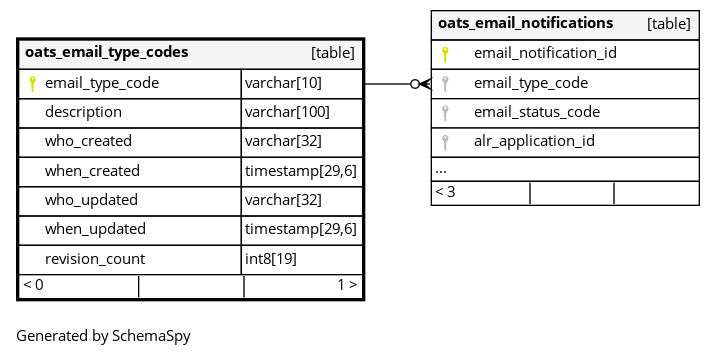 oats_email_type_codes [table]
email_type_code varchar[10]
description varchar[100]
who_created varchar[32]
when_created timestamp[29,6]
who_updated varchar[32]
when_updated timestamp[29,6]
revision_count int8[19]
< 0 1 >
oats_email_notifications [table]
email_notification_id
email_type_code
email_status_code
alr_application_id
...
< 3
Generated by SchemaSpy